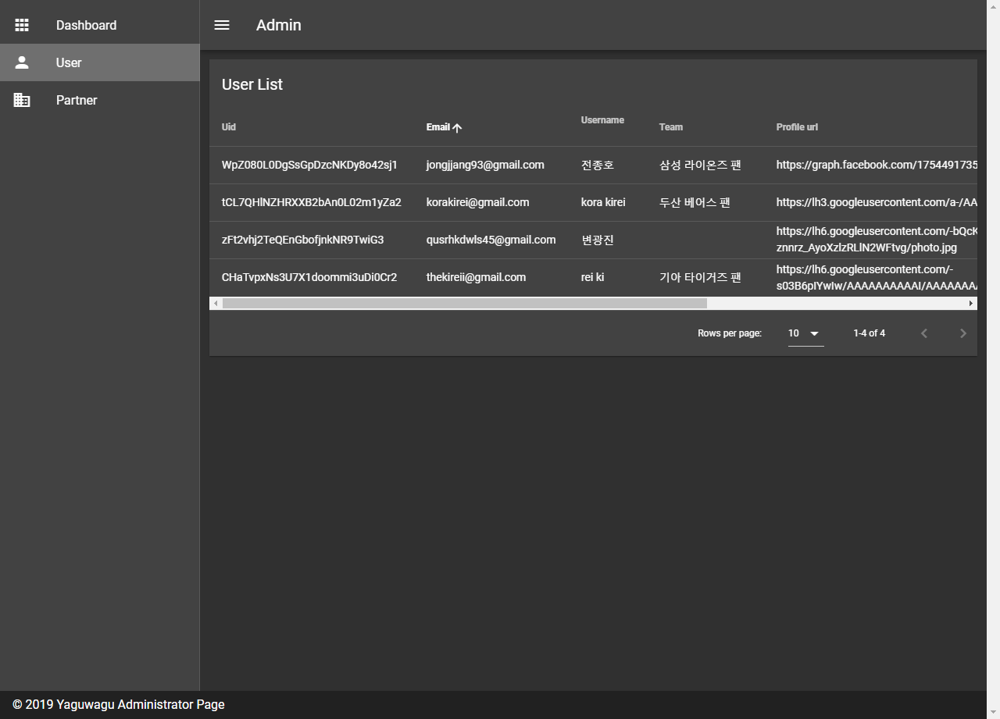 Dashboard
Admin
User
Partner
User List
Uid Email Username Team Profile url
WpZ080L0DgSsGpDzcNKDy8o42sj1 jongjjang93@gmail.com 전종호 삼성 라이온즈 팬 https://graph.facebook.com/1754491735
tCL7QHlNZHRXXB2bAn0L02m1yZa2 korakirei@gmail.com kora kirei 두산 베어스 팬 https://lh3.googleusercontent.com/a-/AA
zFt2vhj2TeQEnGbofjnkNR9TwiG3 qusrhkdwls45@gmail.com 변광진 https://lh6.googleusercontent.com/-bQcK
znnrz_AyoXzlzRLlN2WFtvg/photo.jpg
CHaTvpxNs3U7X1doommi3uDi0Cr2 thekireii@gmail.com rei ki 기아 타이거즈 팬 https://lh6.googleusercontent.com/-
s03B6pIYwIw/AAAAAAAAAAI/AAAAAAA
Rows per page: 10 1-4 of 4
© 2019 Yaguwagu Administrator Page